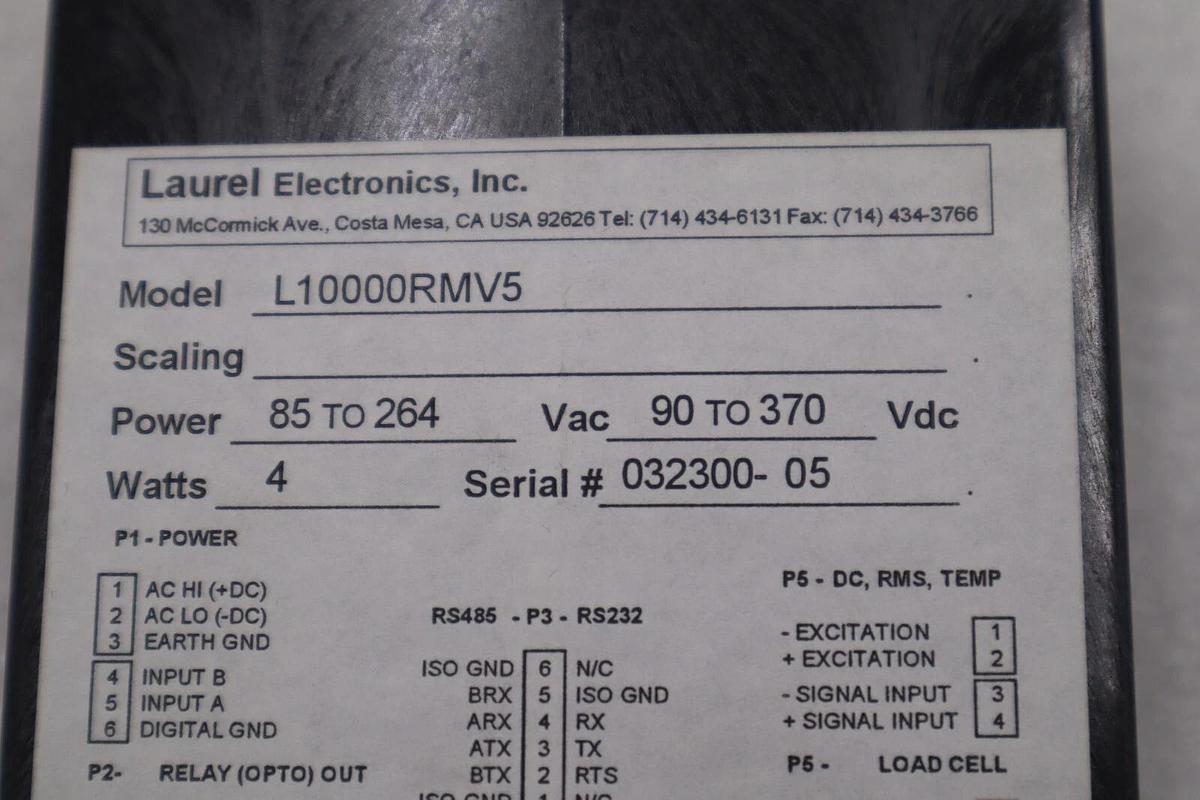 Laurel Electronics, Inc.
130 McCormick Ave., Costa Mesa, CA USA 92626 Tel: (714) 434-6131 Fax: (714) 434-3766
Model L10000RMV5 .
Scaling .
Power 85 TO 264 Vac 90 TO 370 Vdc
Watts 4 Serial # 032300- 05 .
P1 - POWER
1 AC HI (+DC)
2 AC LO (-DC)
3 EARTH GND
4 INPUT B
5 INPUT A
6 DIGITAL GND
P2- RELAY (OPTO) OUT
RS485 - P3 - RS232
ISO GND 6 N/C
BRX 5 ISO GND
ARX 4 RX
ATX 3 TX
BTX 2 RTS
ISO GND 1 N/C
P5 - DC, RMS, TEMP
- EXCITATION 1
+ EXCITATION 2
- SIGNAL INPUT 3
+ SIGNAL INPUT 4
P5 - LOAD CELL